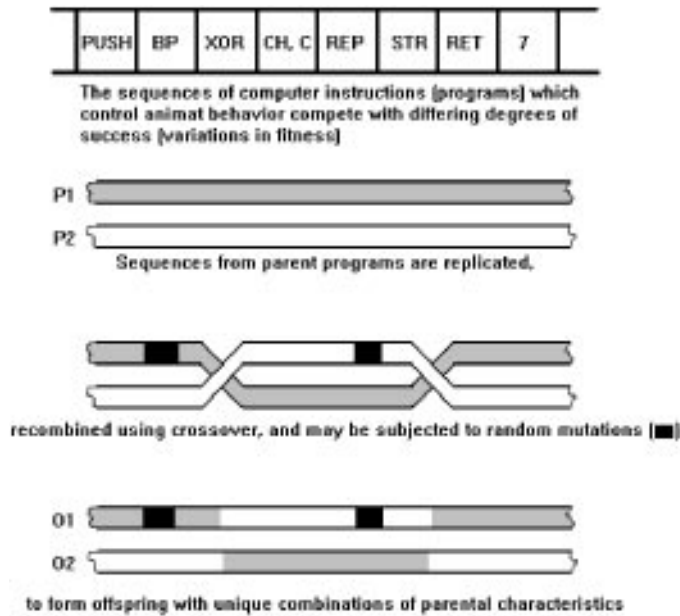 PUSH BP XOR CH, C REP STR RET 7
The sequences of computer instructions (programs) which
control animat behavior compete with differing degrees of
success (variations in fitness)
P1
P2
Sequences from parent programs are replicated,
recombined using crossover, and may be subjected to random mutations (■)
O1
O2
to form offspring with unique combinations of parental characteristics